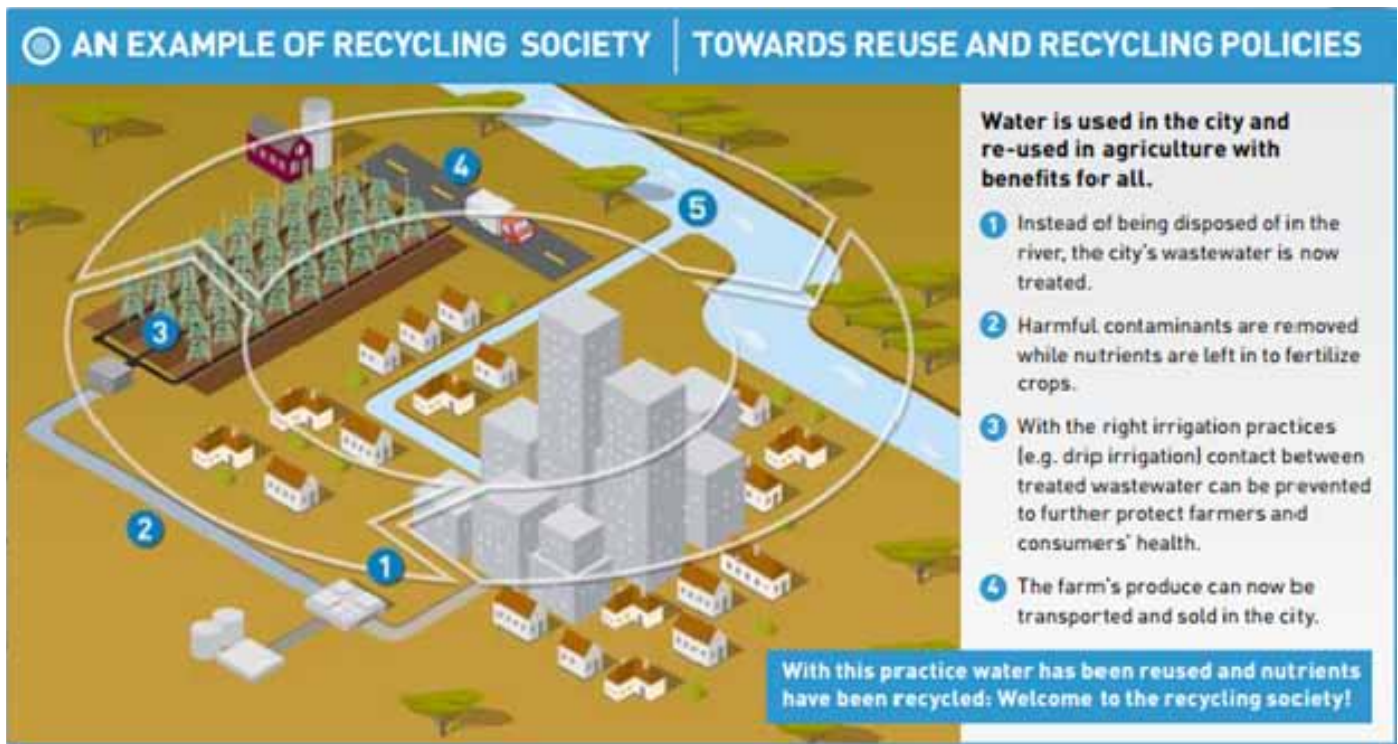 AN EXAMPLE OF RECYCLING SOCIETY
TOWARDS REUSE AND RECYCLING POLICIES
4
5
3
2
1
Water is used in the city and
re-used in agriculture with
benefits for all.
1 Instead of being disposed of in the
river, the city's wastewater is now
treated.
2 Harmful contaminants are removed
while nutrients are left in to fertilize
crops.
3 With the right irrigation practices
(e.g. drip irrigation) contact between
treated wastewater can be prevented
to further protect farmers and
consumers' health.
4 The farm's produce can now be
transported and sold in the city.
With this practice water has been reused and nutrients
have been recycled: Welcome to the recycling society!